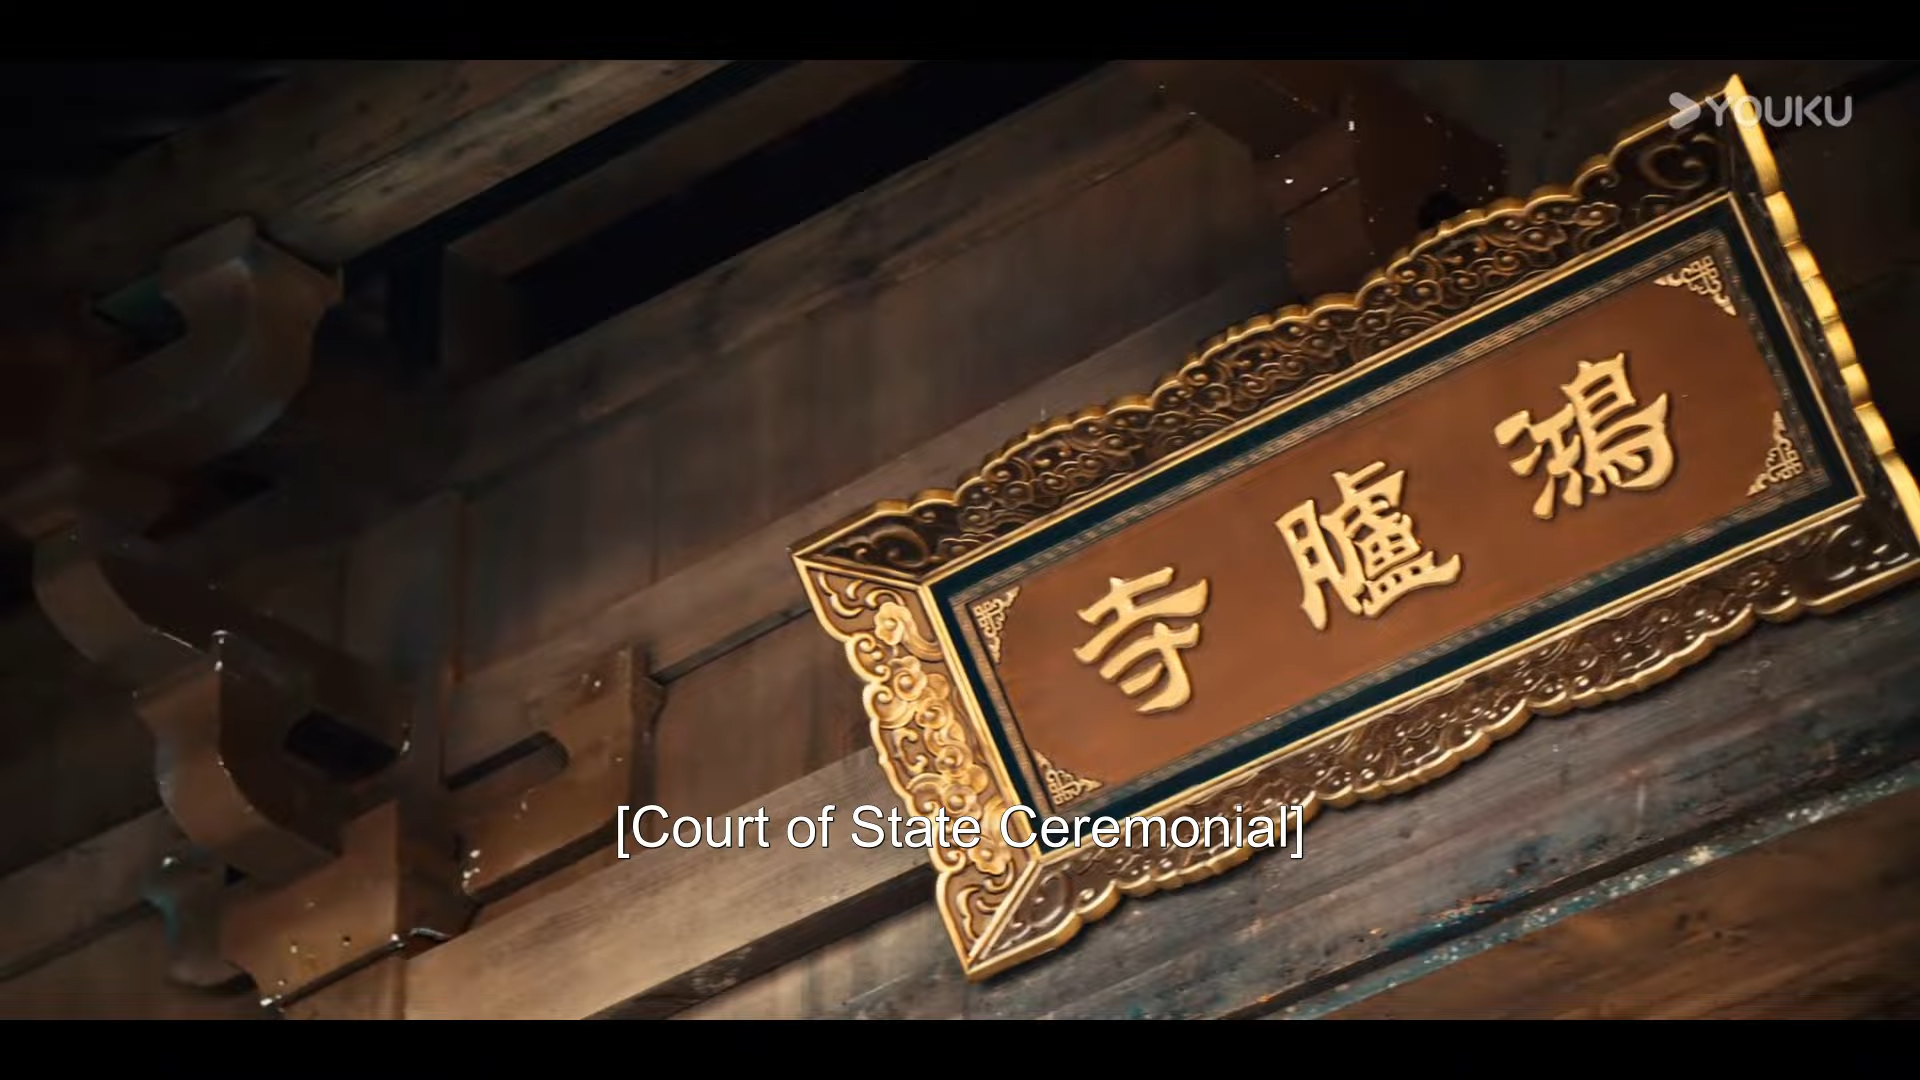 YOUKU
鴻臚寺
[Court of State Ceremonial]